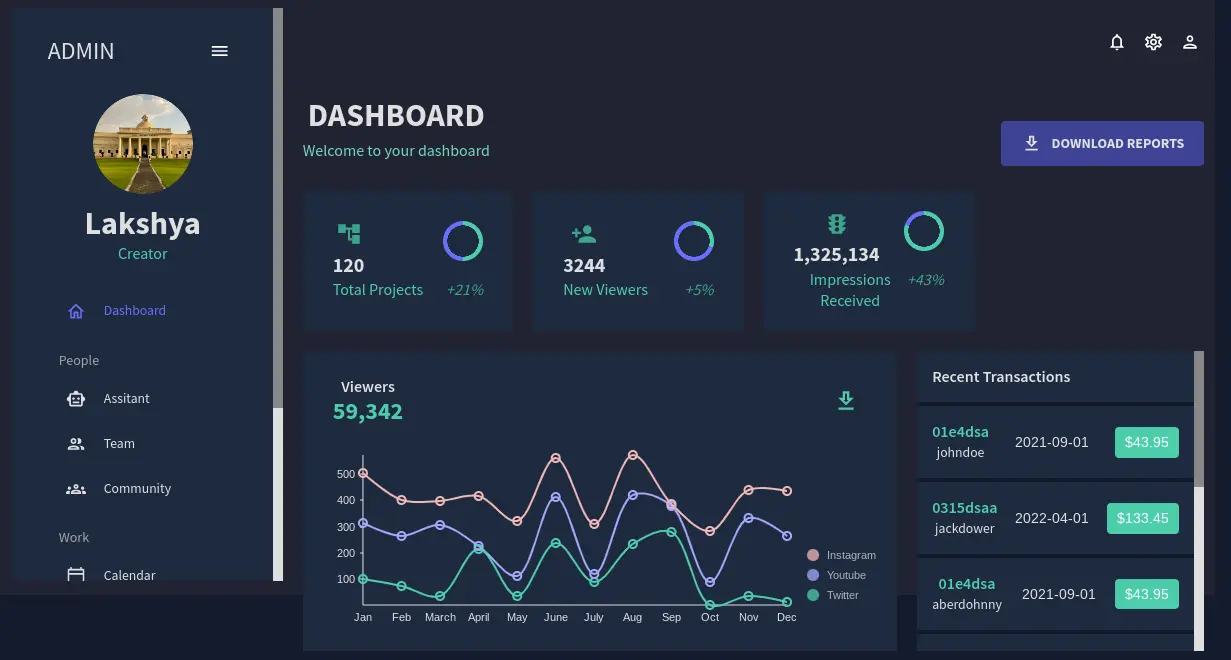 ADMIN
Lakshya
Creator
Dashboard
People
Assitant
Team
Community
Work
Calendar
DASHBOARD
Welcome to your dashboard
DOWNLOAD REPORTS
120
Total Projects
+21%
3244
New Viewers
+5%
1,325,134
Impressions
Received
+43%
Viewers
59,342
500
400
300
200
100
Jan Feb March April May June July Aug Sep Oct Nov Dec
Instagram
Youtube
Twitter
Recent Transactions
01e4dsa
johndoe
2021-09-01
$43.95
0315dsaa
jackdower
2022-04-01
$133.45
01e4dsa
aberdohnny
2021-09-01
$43.95